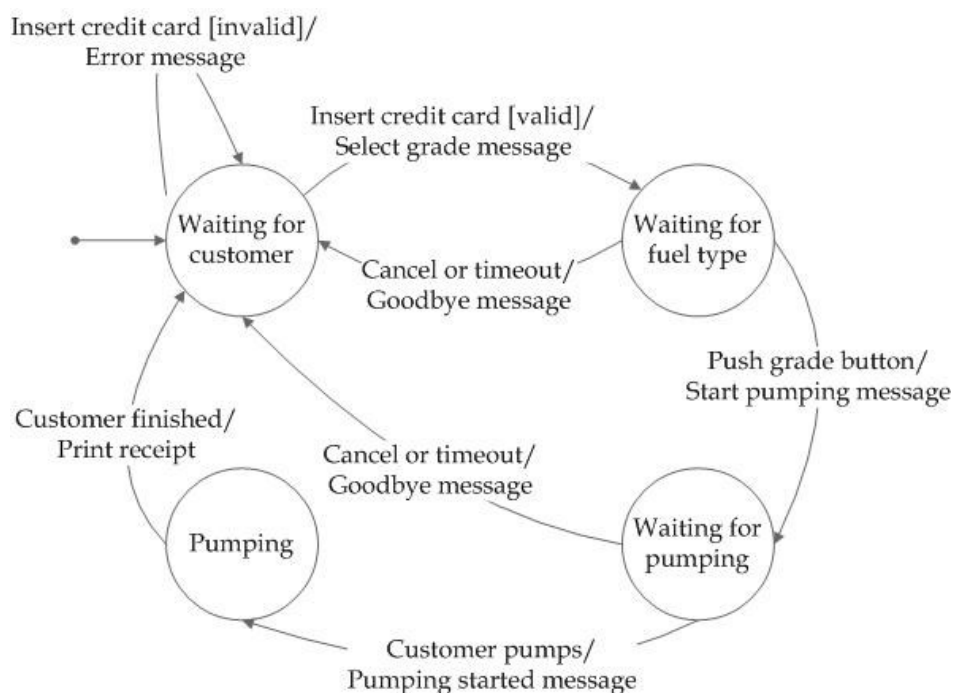 Insert credit card [invalid]/
Error message
Insert credit card [valid]/
Select grade message
Waiting for
customer
Waiting for
fuel type
Cancel or timeout/
Goodbye message
Push grade button/
Start pumping message
Customer finished/
Print receipt
Cancel or timeout/
Goodbye message
Pumping
Waiting for
pumping
Customer pumps/
Pumping started message